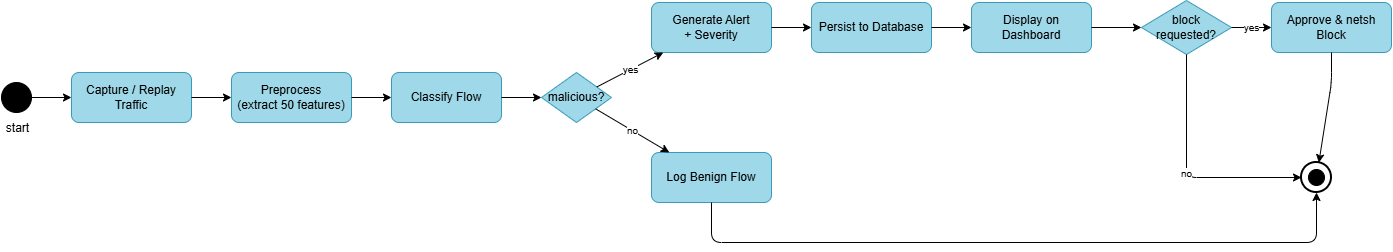 start
Capture / Replay
Traffic
Preprocess
(extract 50 features)
Classify Flow
malicious?
yes
Generate Alert
+ Severity
Persist to Database
Display on
Dashboard
block
requested?
yes
Approve & netsh
Block
no
no
Log Benign Flow